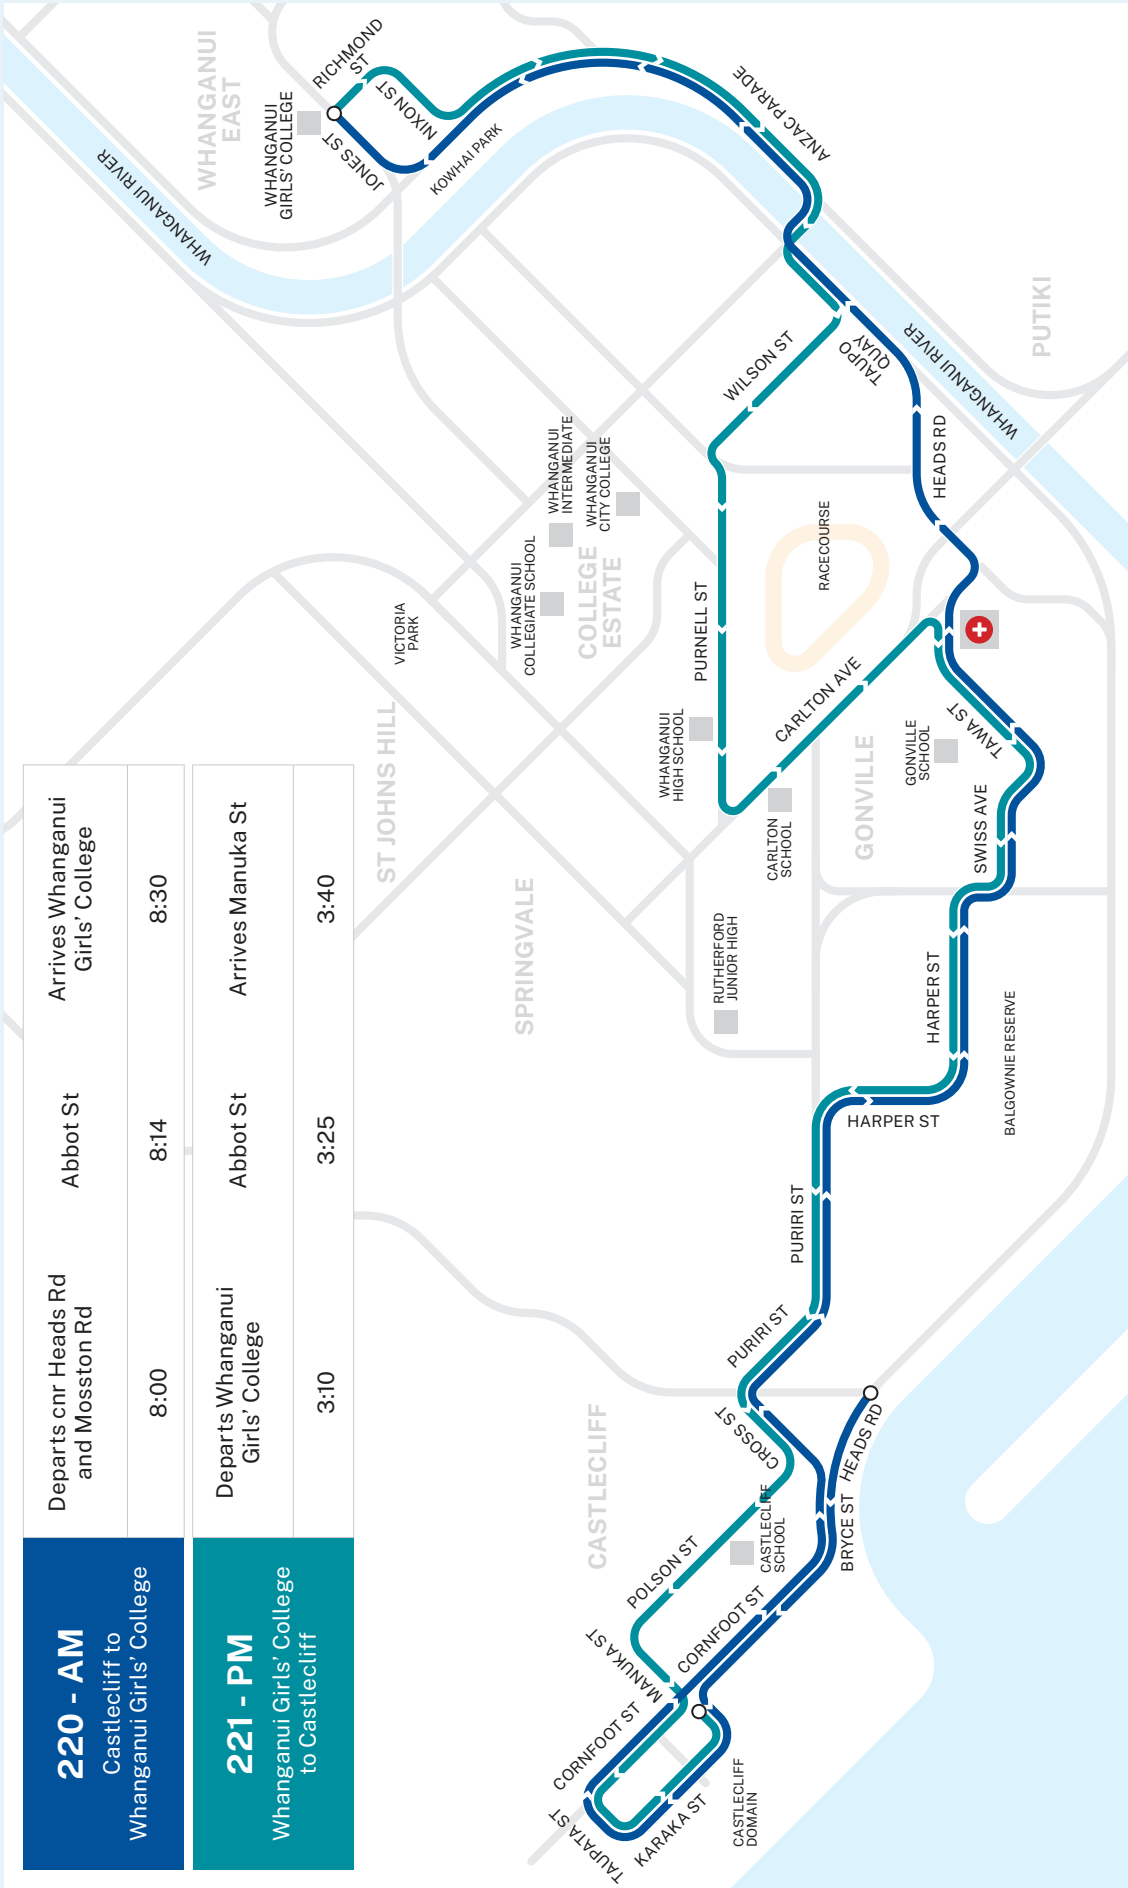 220 - AM
Castlecliff to
Whanganui Girls' College
Departs cnr Heads Rd
and Mosston Rd
Abbot St
Arrives Whanganui
Girls' College
8:00
8:14
8:30
221 - PM
Whanganui Girls' College
to Castlecliff
Departs Whanganui
Girls' College
Abbot St
Arrives Manuka St
3:10
3:25
3:40
WHANGANUI
EAST
WHANGANUI RIVER
WHANGANUI
GIRLS' COLLEGE
RICHMOND
ST
JONES ST
NIXON ST
KOWHAI PARK
ANZAC PARADE
PUTIKI
WHANGANUI RIVER
TAUPO
QUAY
WILSON ST
HEADS RD
WHANGANUI
INTERMEDIATE
WHANGANUI
CITY COLLEGE
WHANGANUI
COLLEGIATE SCHOOL
COLLEGE
ESTATE
VICTORIA
PARK
ST JOHNS HILL
RACECOURSE
PURNELL ST
WHANGANUI
HIGH SCHOOL
CARLTON AVE
CARLTON
SCHOOL
GONVILLE
GONVILLE
SCHOOL
TAWA ST
SWISS AVE
SPRINGVALE
RUTHERFORD
JUNIOR HIGH
HARPER ST
BALGOWNIE RESERVE
HARPER ST
PURIRI ST
PURIRI ST
CROSS ST
CASTLECLIFF
CASTLECLIFF
SCHOOL
HEADS RD
BRYCE ST
POLSON ST
MANUKA ST
CORNFOOT ST
CORNFOOT ST
TAUPATA ST
KARAKA ST
CASTLECLIFF
DOMAIN